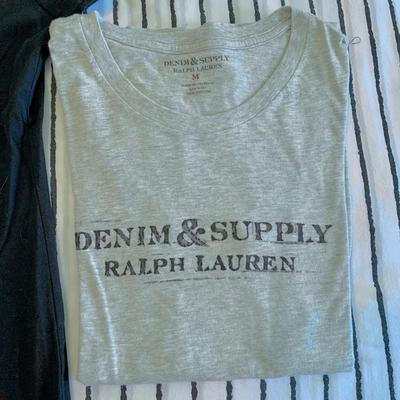 DENIM & SUPPLY
RALPH LAUREN
M
DENIM & SUPPLY
RALPH LAUREN